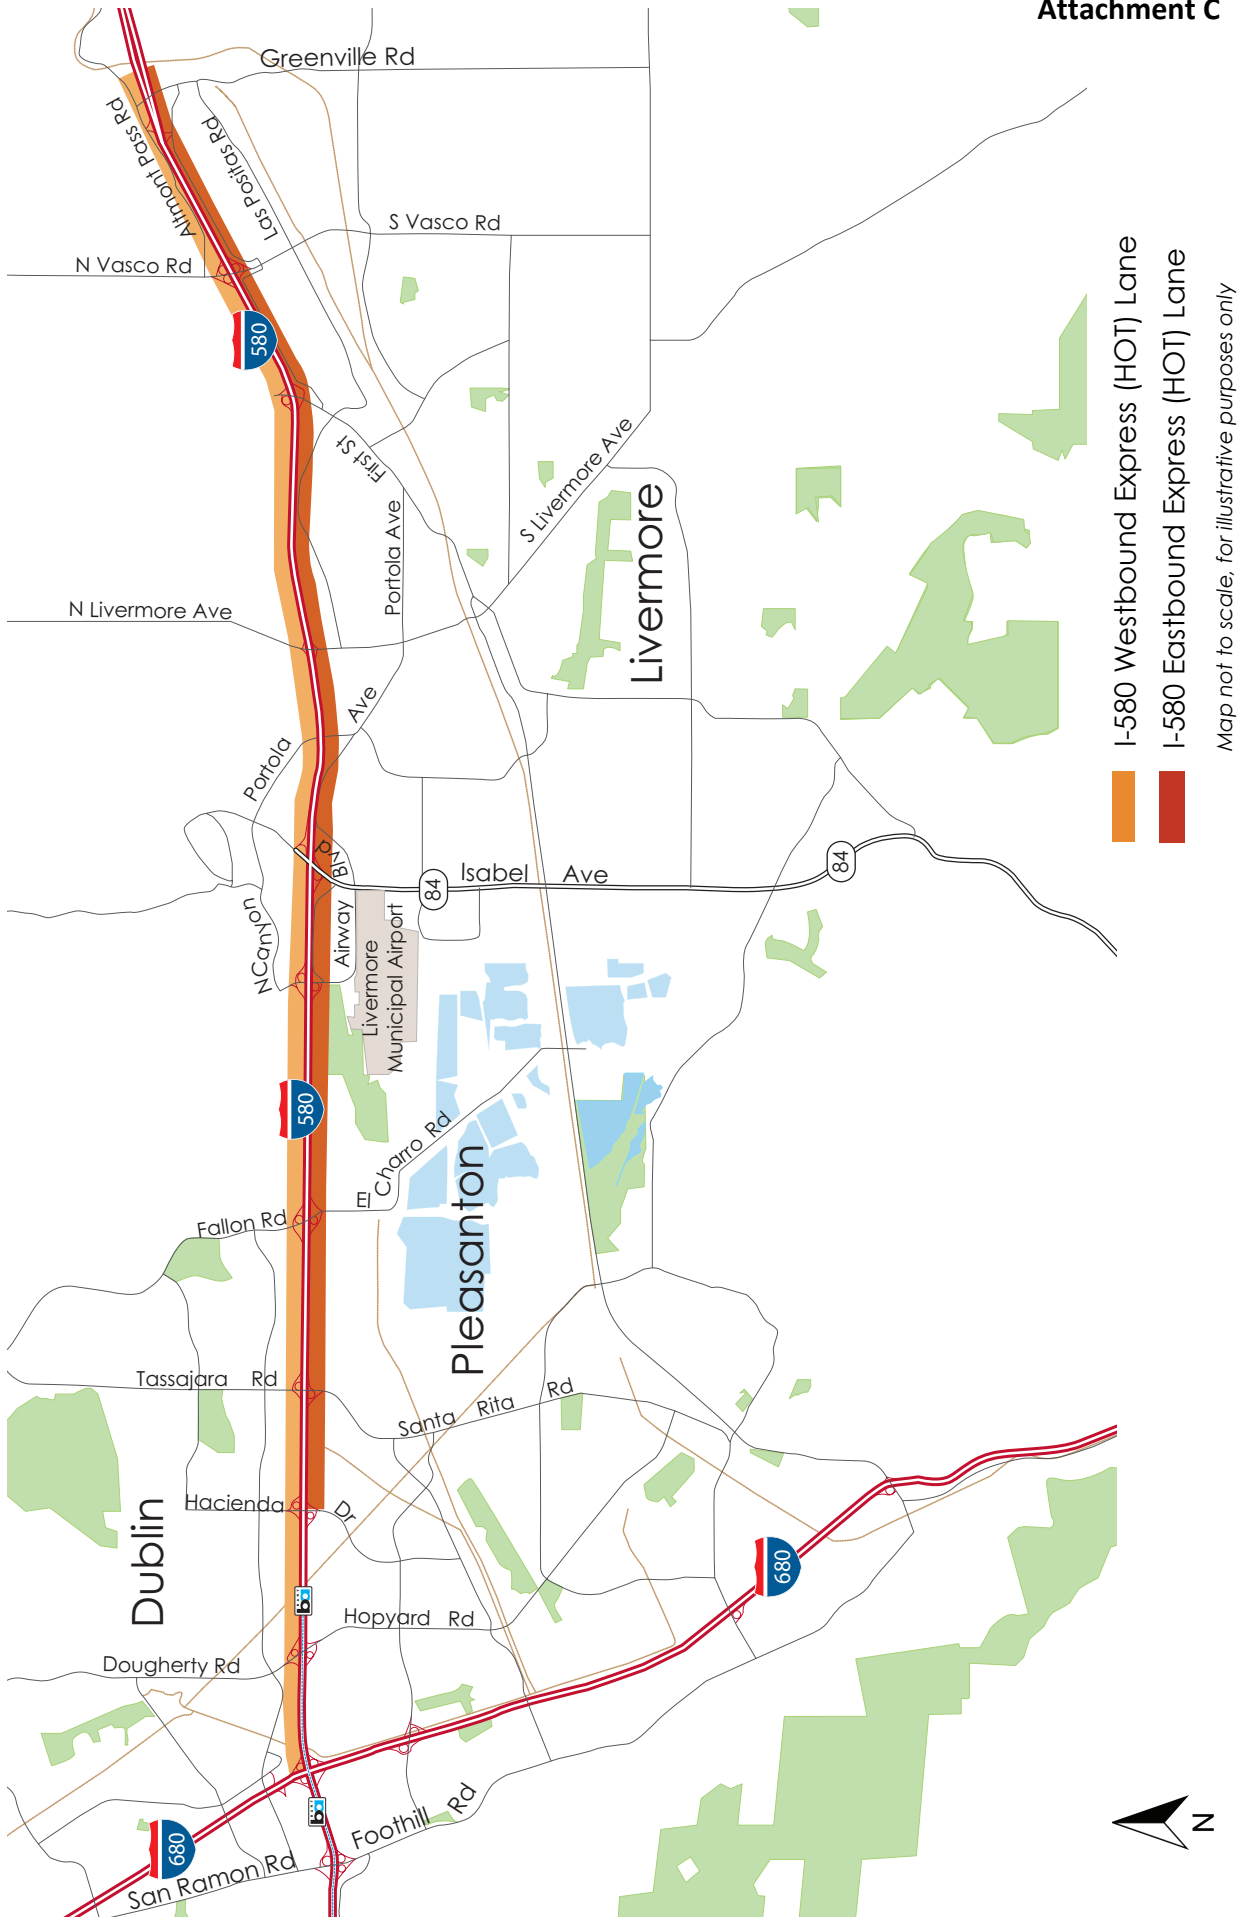 Attachment C
Greenville Rd
Altmont Pass Rd
Las Positas Rd
S Vasco Rd
N Vasco Rd
580
First St
Portola Ave
S Livermore Ave
Livermore
N Livermore Ave
Portola
Ave
N Canyon
Airway
Blvd
84
Isabel Ave
84
Livermore
Municipal Airport
580
El
Charro Rd
Fallon Rd
Pleasanton
Tassajara Rd
Santa Rita Rd
Dublin
Hacienda
Dr
Hopyard Rd
Dougherty Rd
680
680
San Ramon Rd
Foothill Rd
ba
ba
I-580 Westbound Express (HOT) Lane
I-580 Eastbound Express (HOT) Lane
Map not to scale, for illustrative purposes only
N